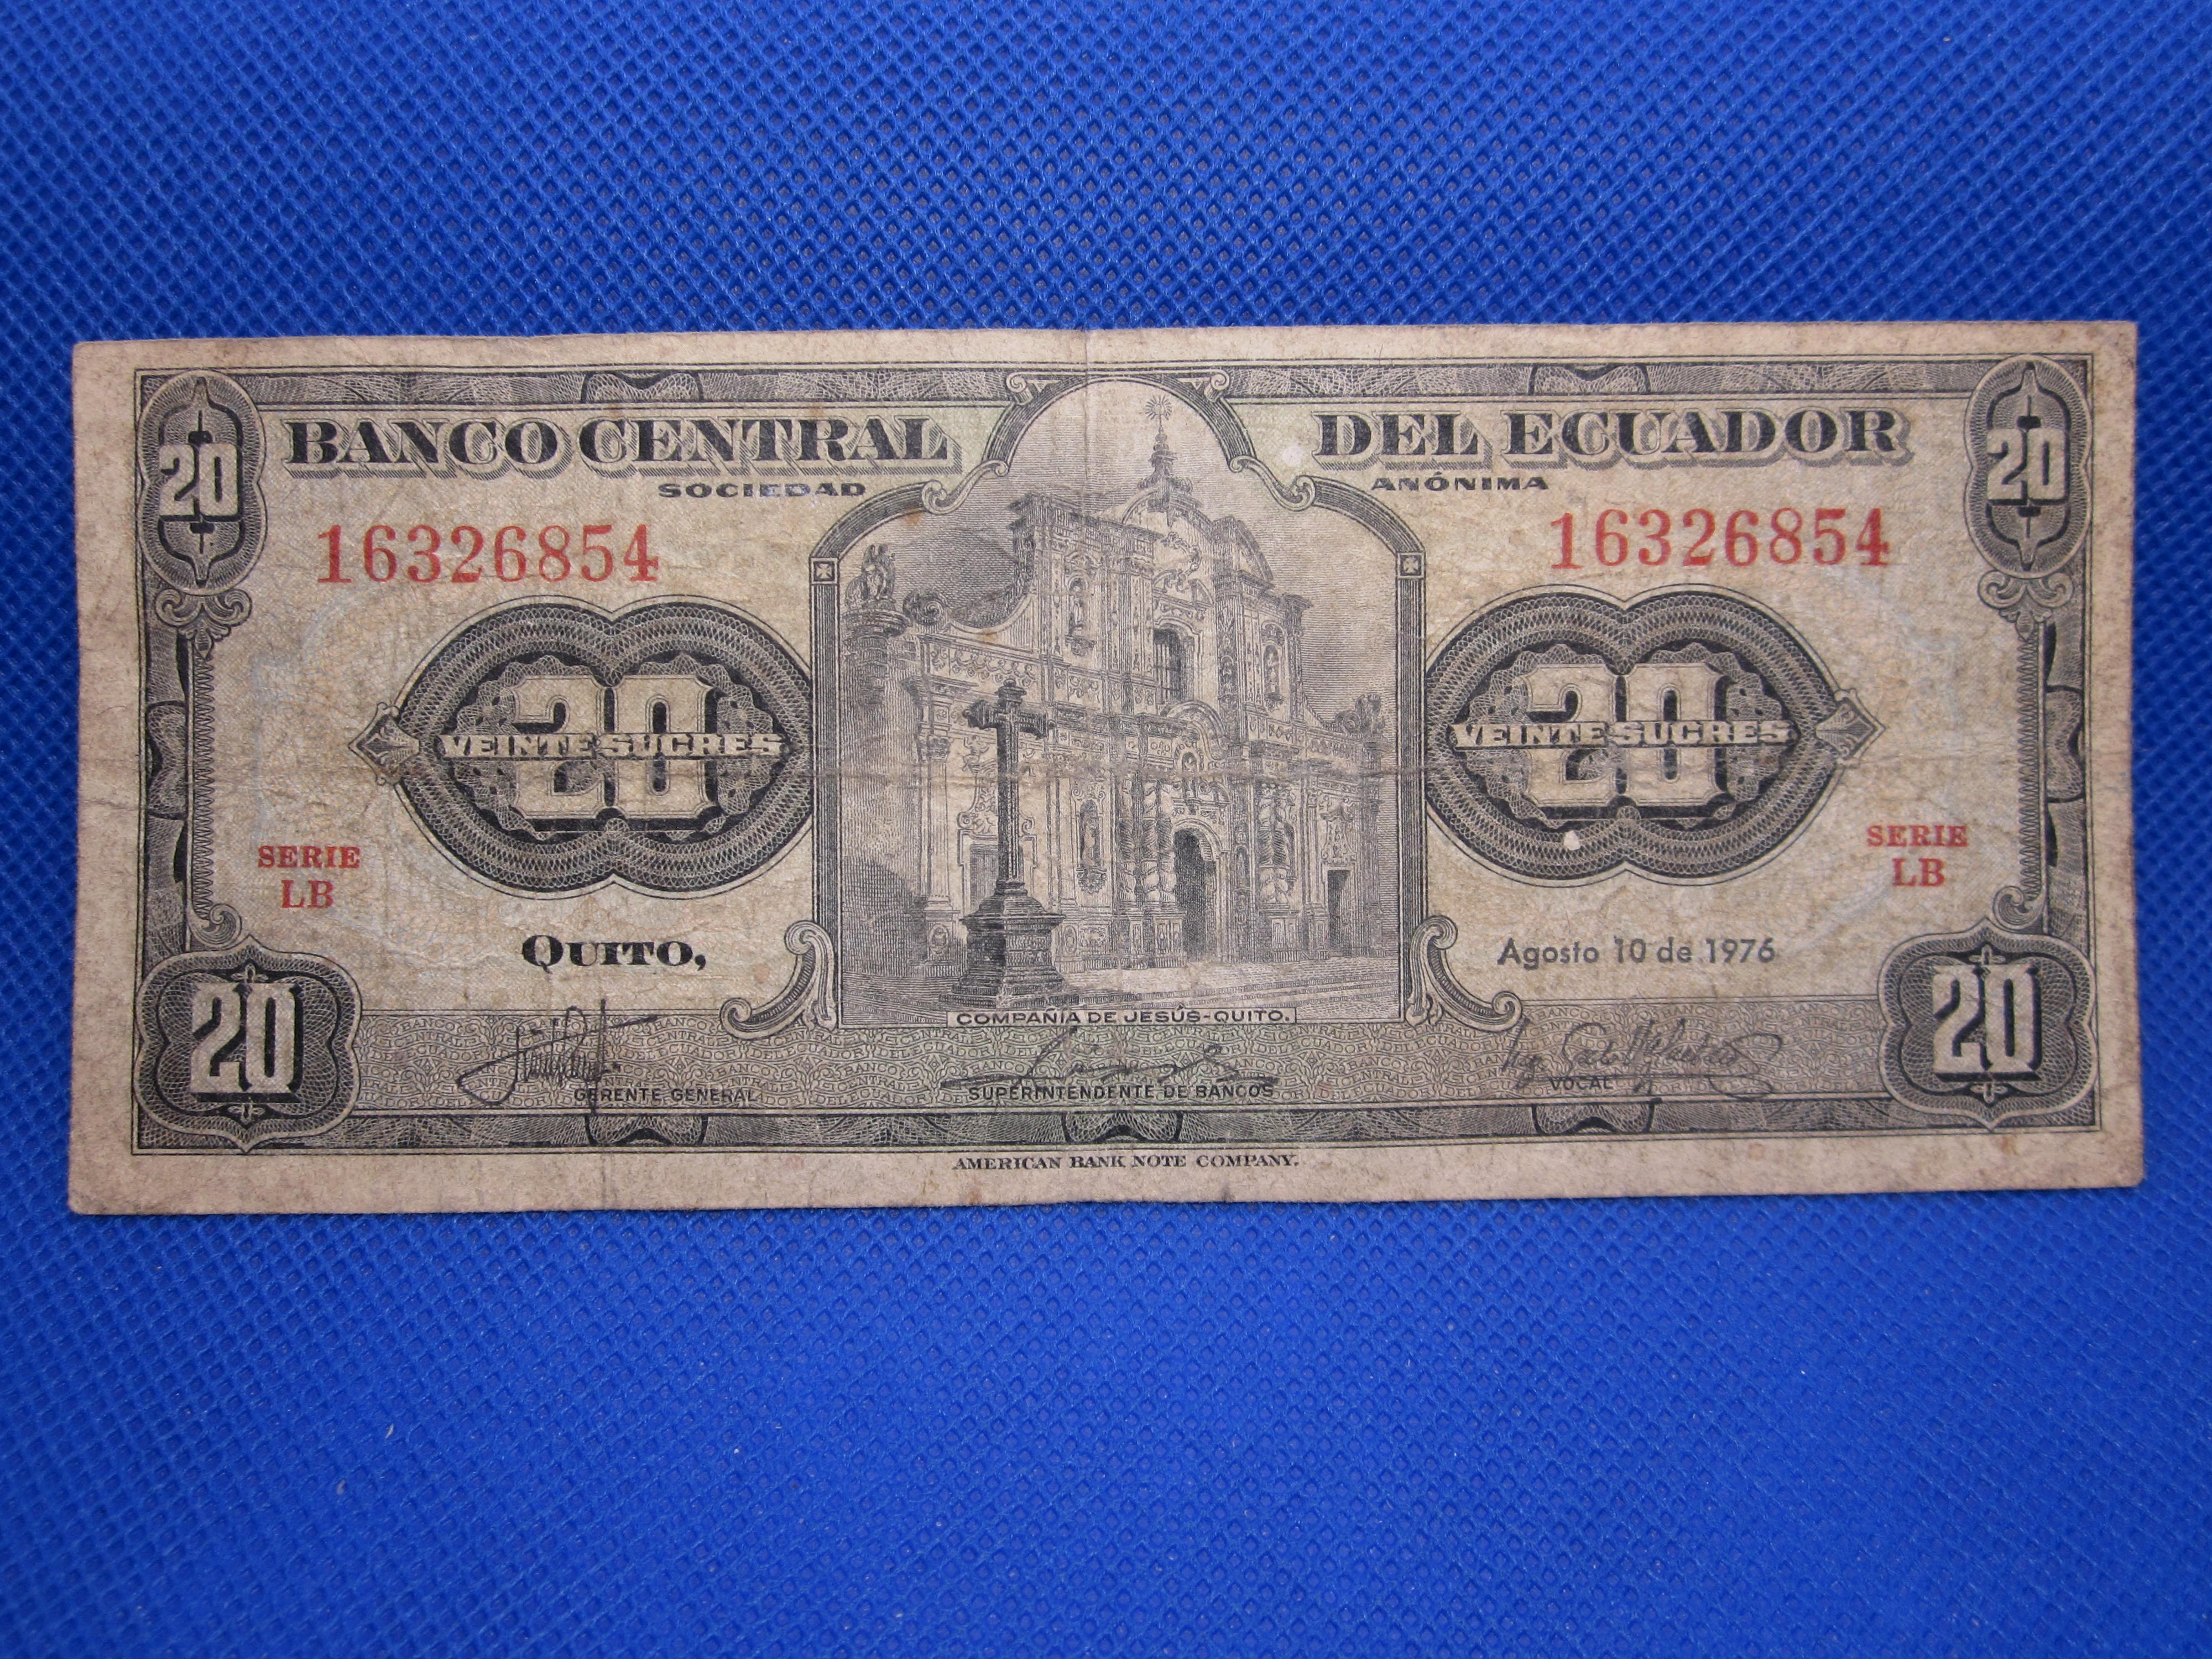 20 BANCO CENTRAL DEL ECUADOR 20
SOCIEDAD ANÓNIMA
16326854 16326854
20 20
VEINTE SUCRES VEINTE SUCRES
SERIE SERIE
LB LB
QUITO, Agosto 10 de 1976
COMPAÑIA DE JESÚS-QUITO.
20 20
GERENTE GENERAL SUPERINTENDENTE DE BANCOS VOCAL
AMERICAN BANK NOTE COMPANY.